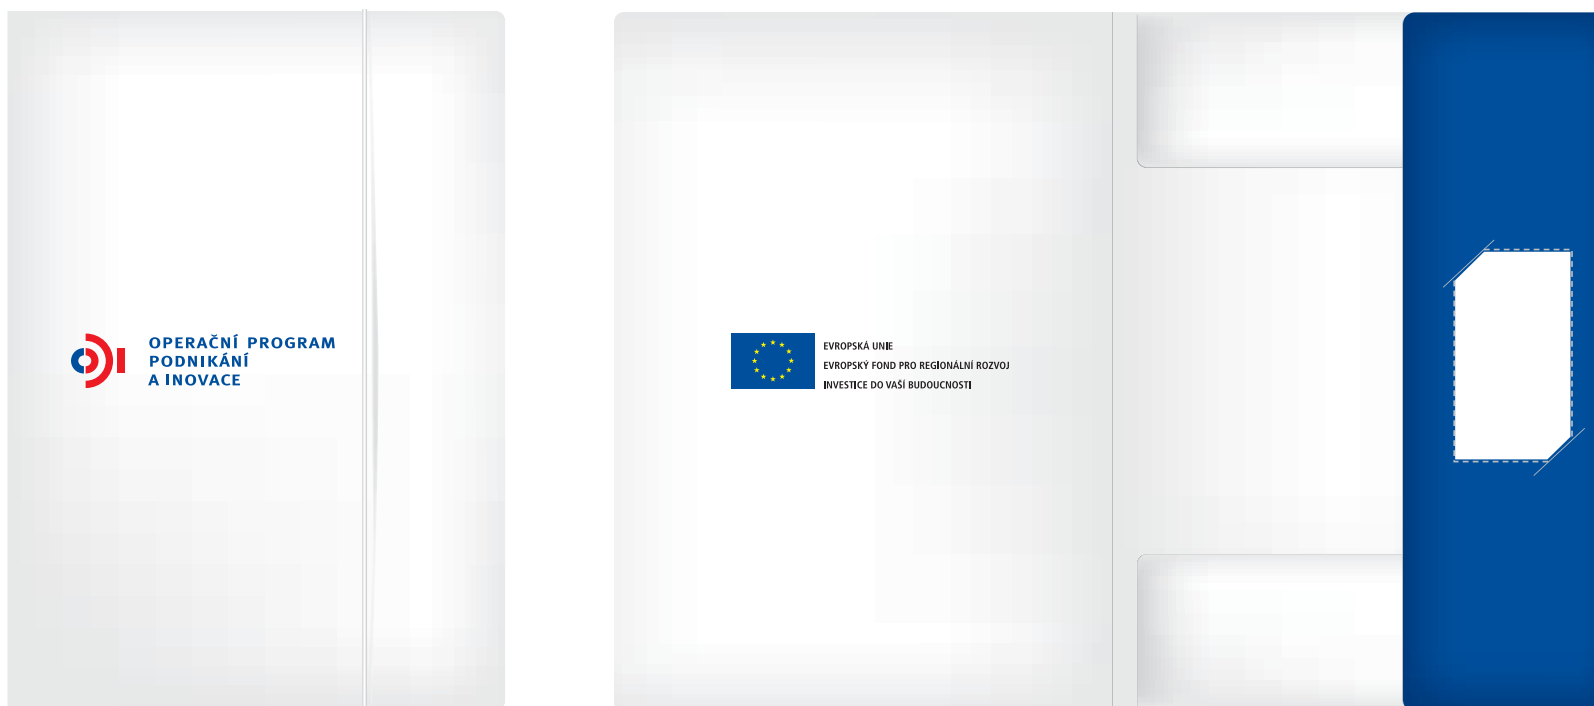 OPERAČNÍ PROGRAM
PODNIKÁNÍ
A INOVACE
EVROPSKÁ UNIE
EVROPSKÝ FOND PRO REGIONÁLNÍ ROZVOJ
INVESTICE DO VAŠÍ BUDOUCNOSTI